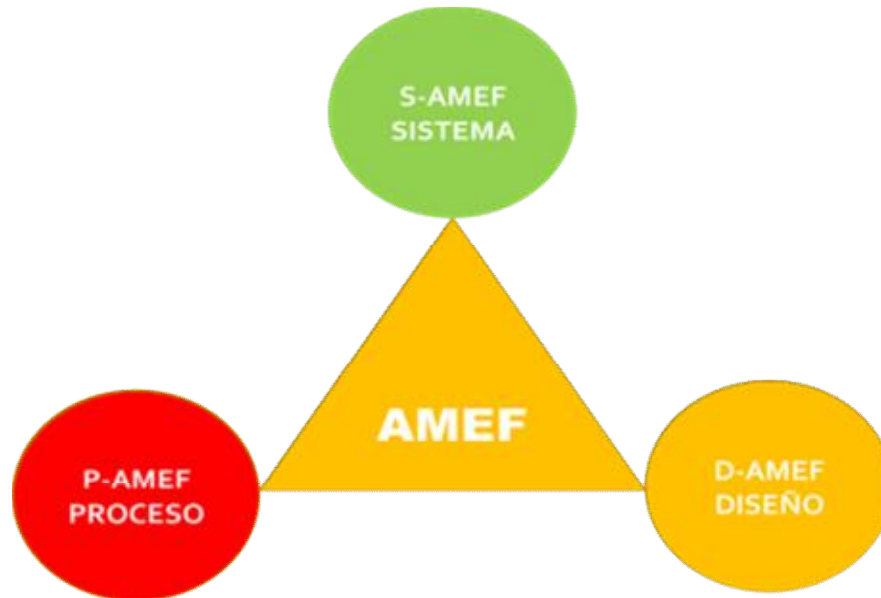 S-AMEF
SISTEMA
AMEF
P-AMEF
PROCESO
D-AMEF
DISEÑO